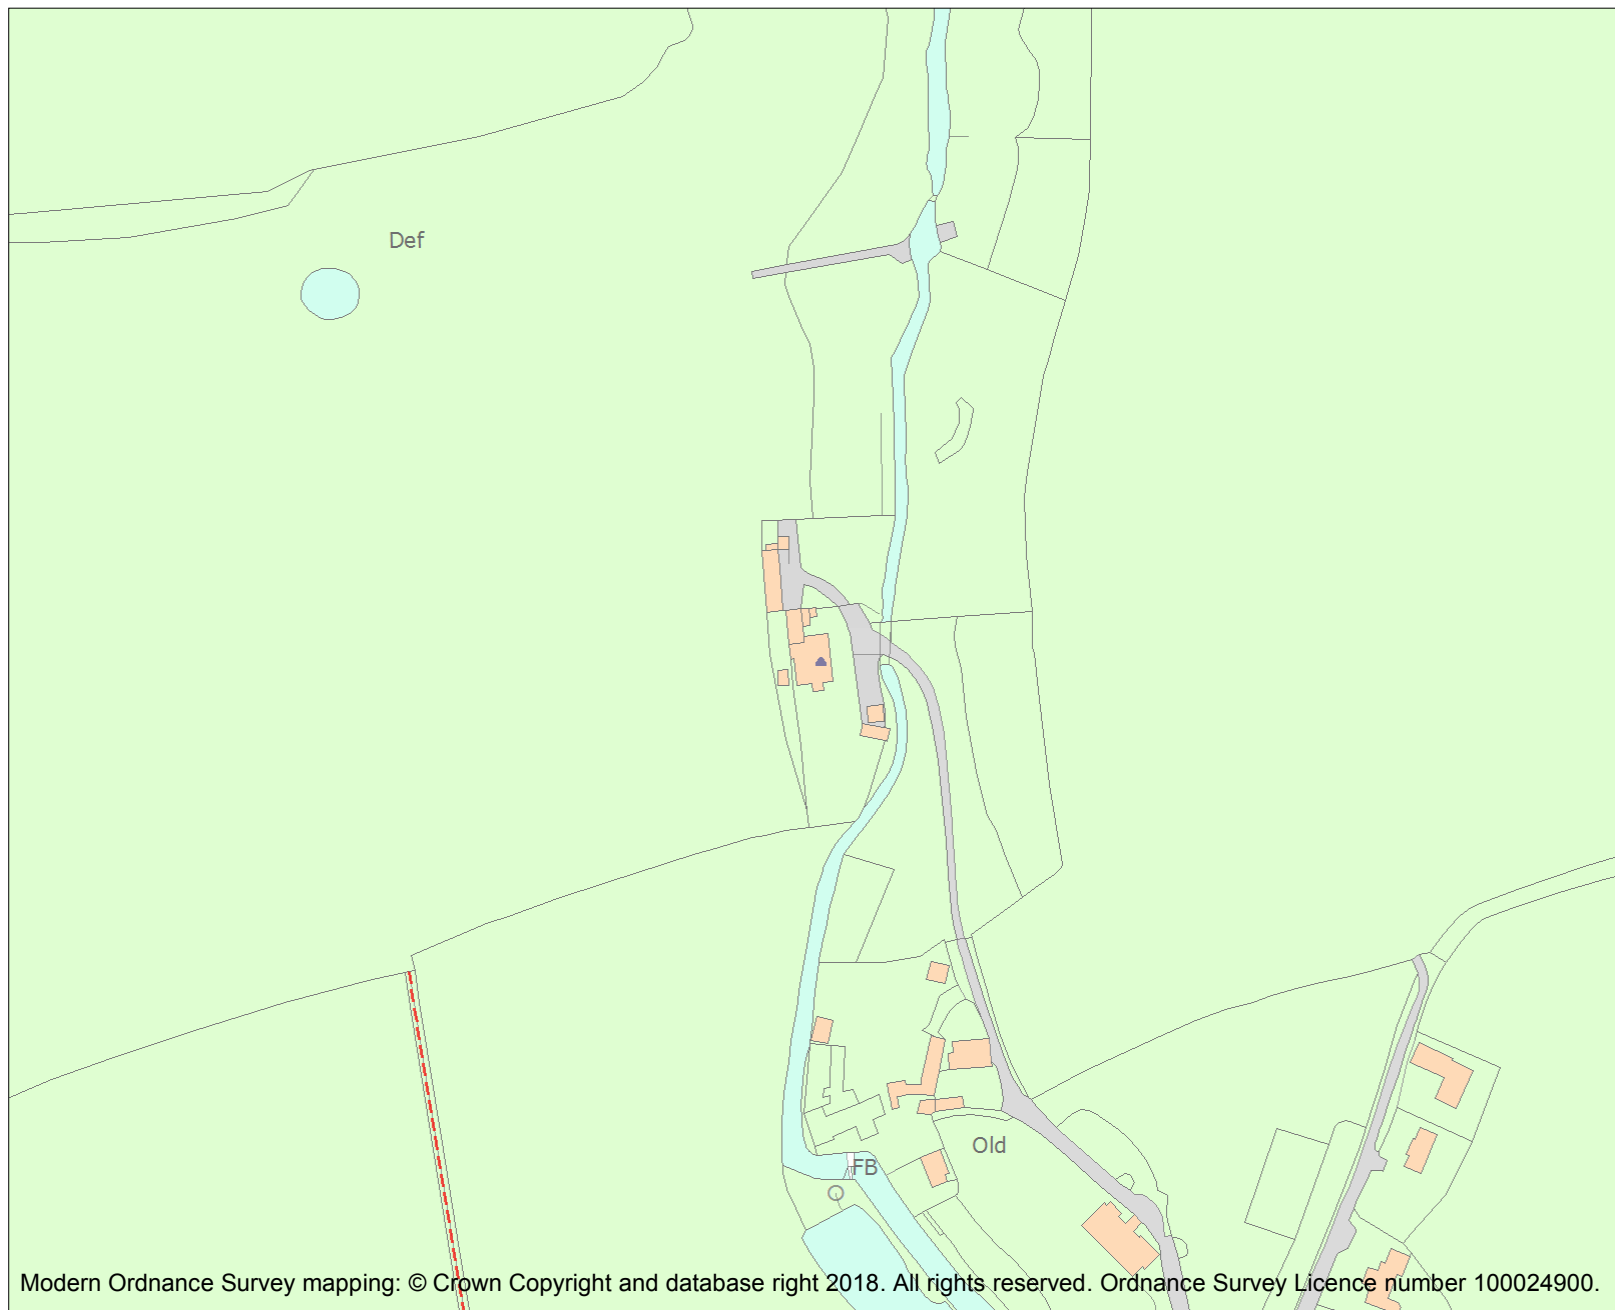 Def
Old
FB
Modern Ordnance Survey mapping: © Crown Copyright and database right 2018. All rights reserved. Ordnance Survey Licence number 100024900.